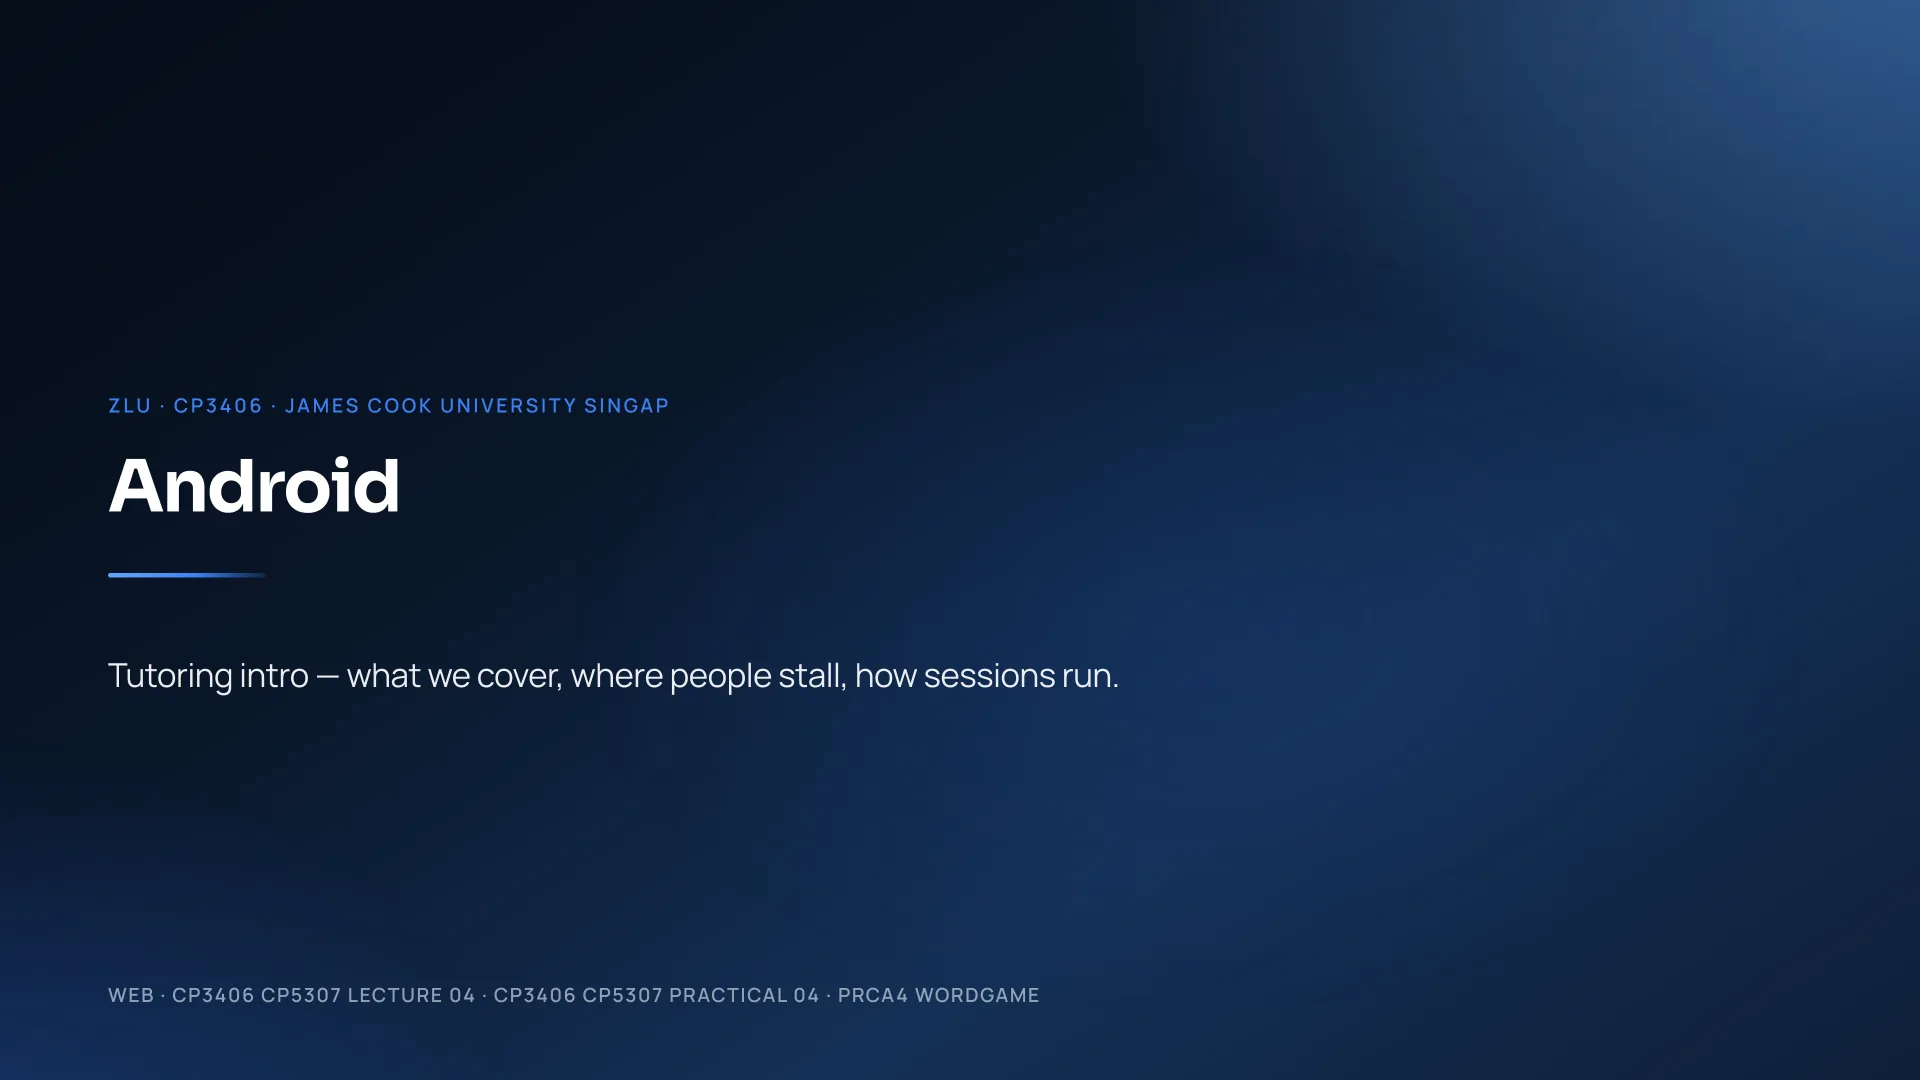 ZLU · CP3406 · JAMES COOK UNIVERSITY SINGAP
Android
Tutoring intro — what we cover, where people stall, how sessions run.
WEB · CP3406 CP5307 LECTURE 04 · CP3406 CP5307 PRACTICAL 04 · PRCA4 WORDGAME